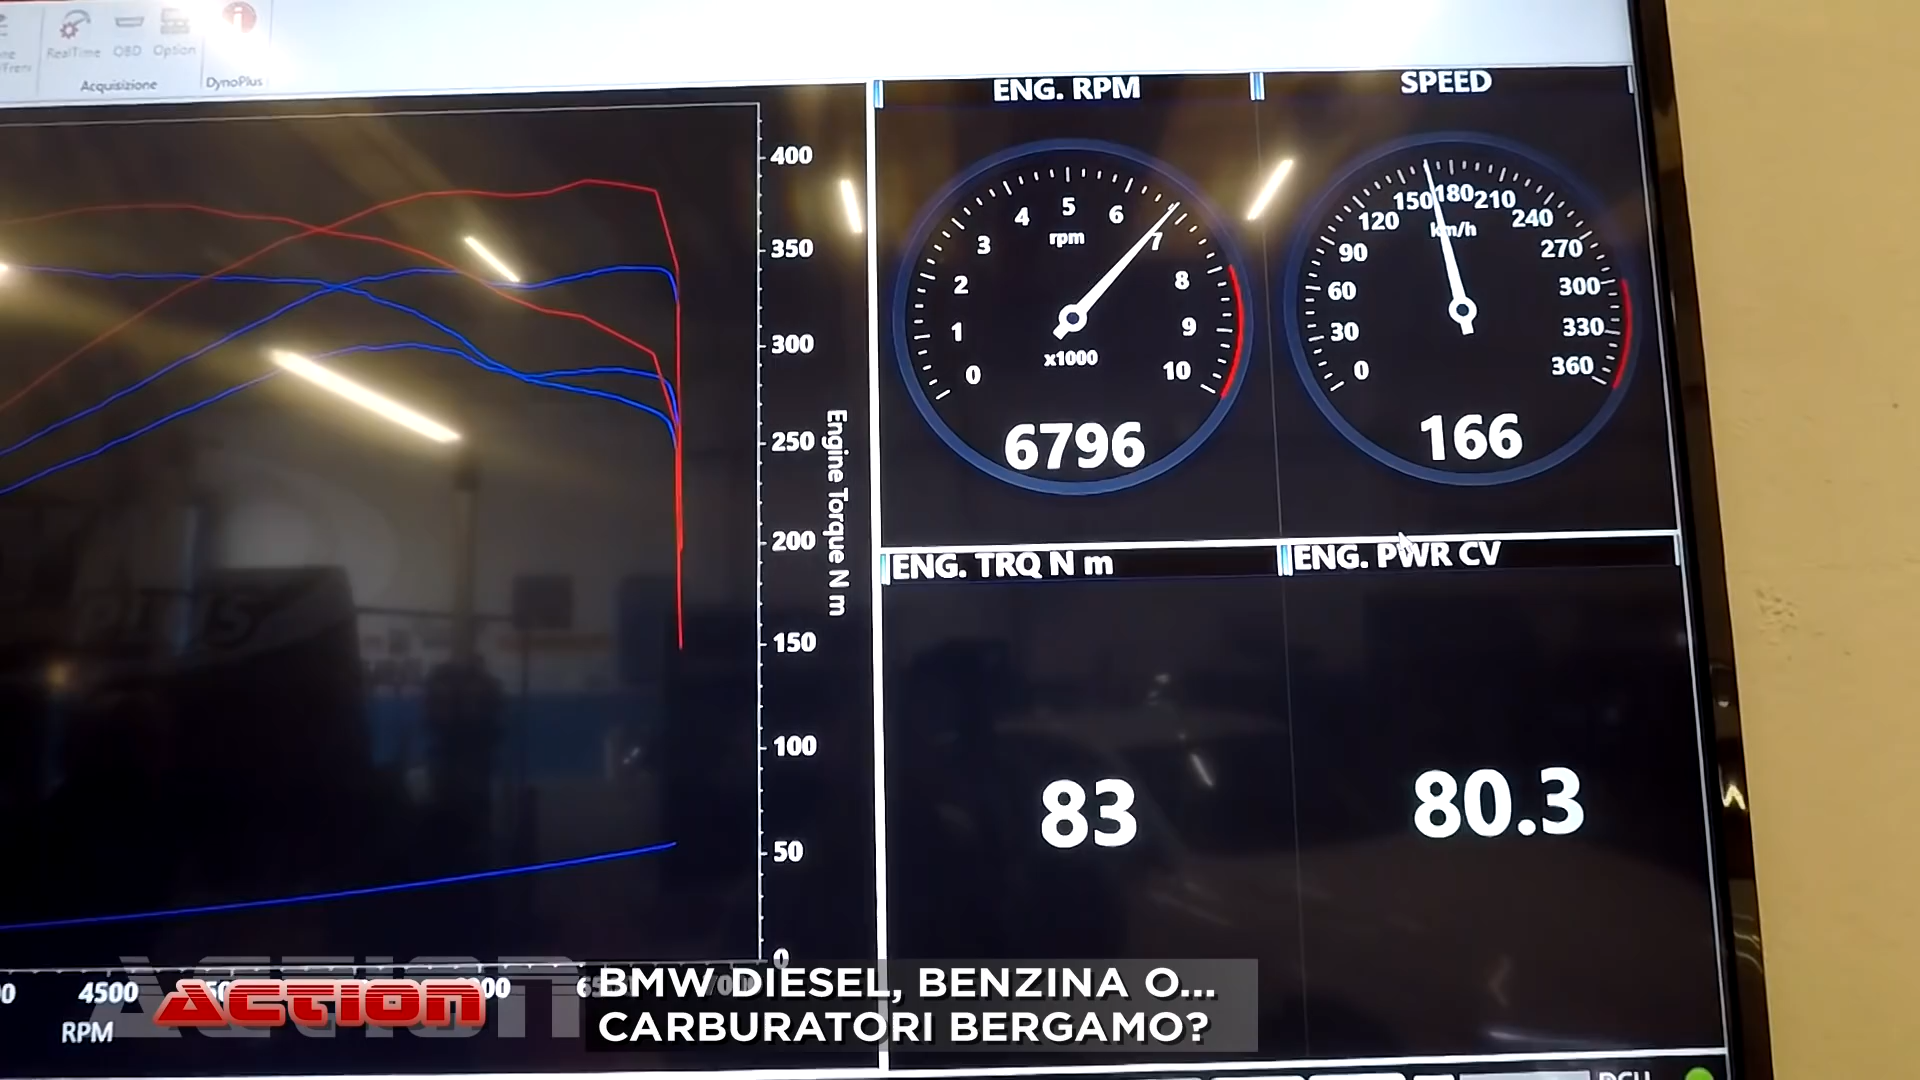 RealTime OBD Option
Acquisizione DynoPlus
ENG. RPM
SPEED
0 1 2 3 4 5 6 7 8 9 10
rpm
x1000
6796
0 30 60 90 120 150 180 210 240 270 300 330 360
km/h
166
400
350
300
250
200
150
100
50
0
Engine Torque N m
ENG. TRQ N m
83
ENG. PWR CV
80.3
4500
RPM
ACTION
BMW DIESEL, BENZINA O...
CARBURATORI BERGAMO?